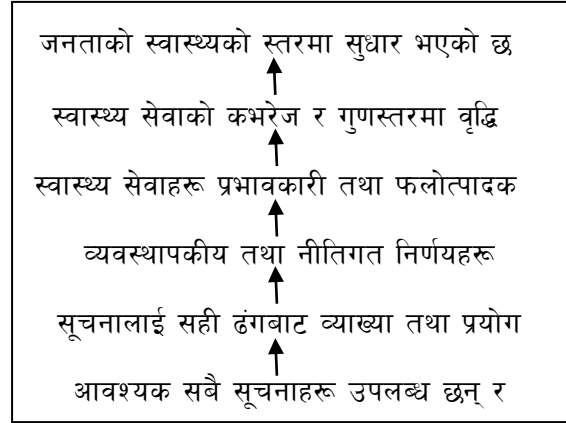 जनताको स्वास्थ्यको स्तरमा सुधार भएको छ
स्वास्थ्य सेवाको कभरेज र गुणस्तरमा वृद्धि
स्वास्थ्य सेवाहरू प्रभावकारी तथा फलोत्पादक
व्यवस्थापकीय तथा नीतिगत निर्णयहरू
सूचनालाई सही ढंगबाट व्याख्या तथा प्रयोग
आवश्यक सबै सूचनाहरू उपलब्ध छन् र